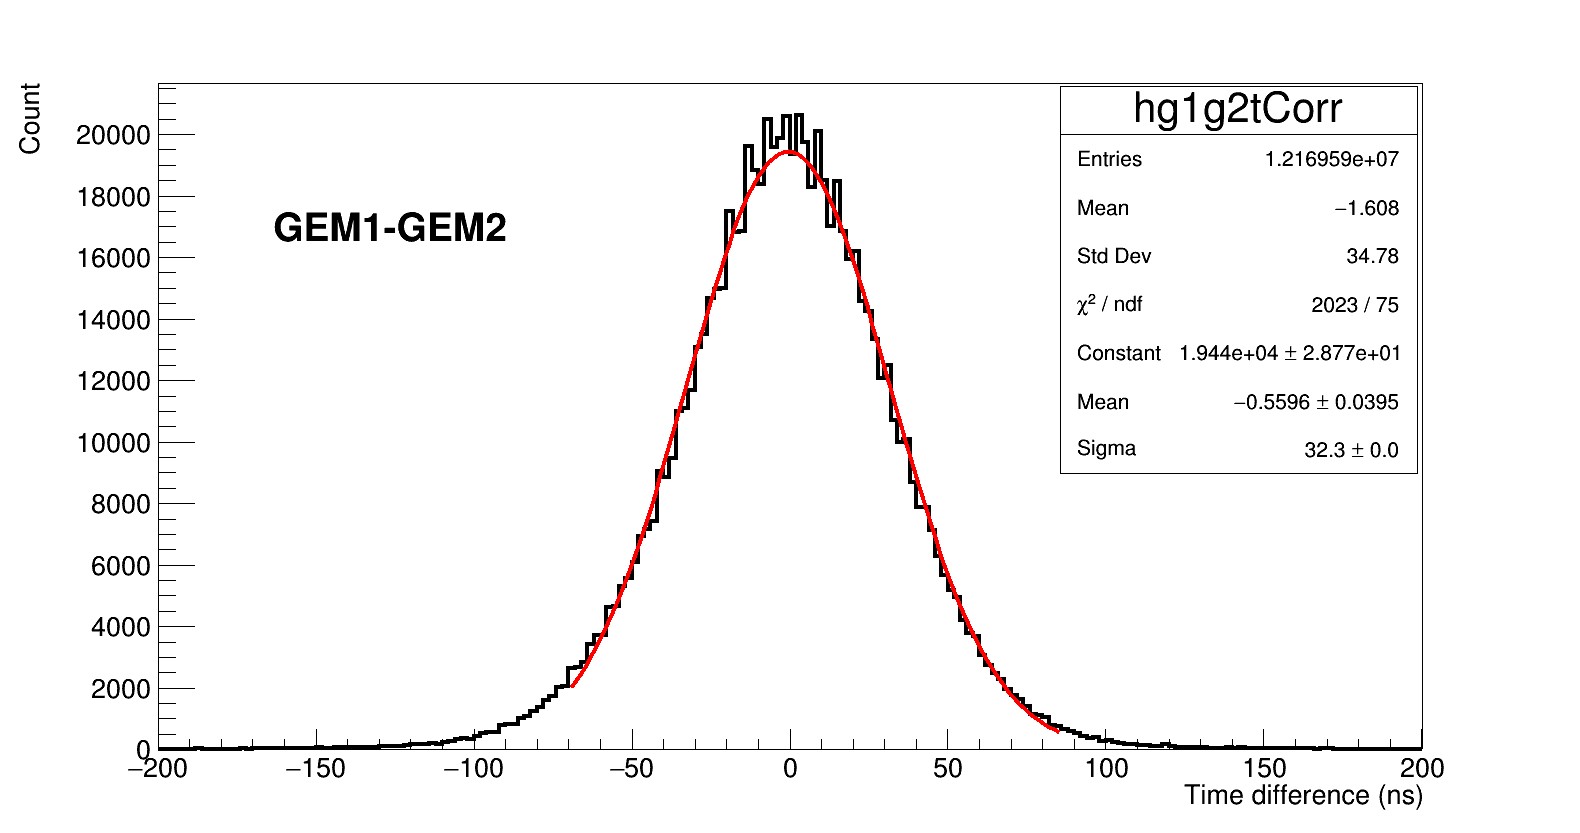 Count
20000
18000
16000
14000
12000
10000
8000
6000
4000
2000
0
GEM1-GEM2
hg1g2tCorr
Entries 1.216959e+07
Mean −1.608
Std Dev 34.78
χ² / ndf 2023 / 75
Constant 1.944e+04 ± 2.877e+01
Mean −0.5596 ± 0.0395
Sigma 32.3 ± 0.0
−200 −150 −100 −50 0 50 100 150 200
Time difference (ns)